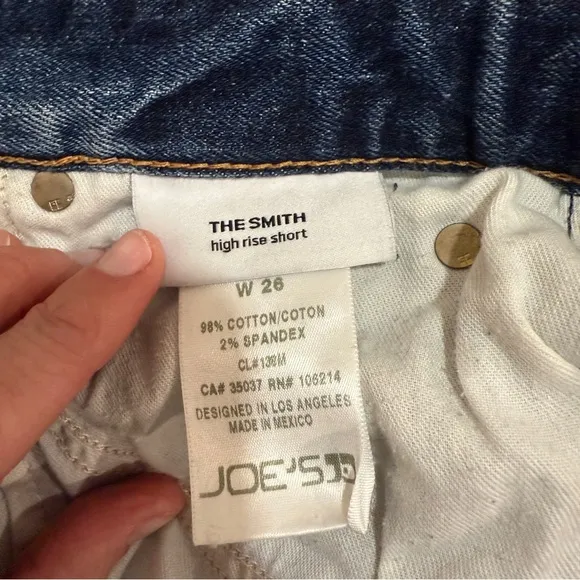 THE SMITH
high rise short
W 26
98% COTTON/COTON
2% SPANDEX
CL#138M
CA# 35037 RN# 106214
DESIGNED IN LOS ANGELES
MADE IN MEXICO
JOE'S